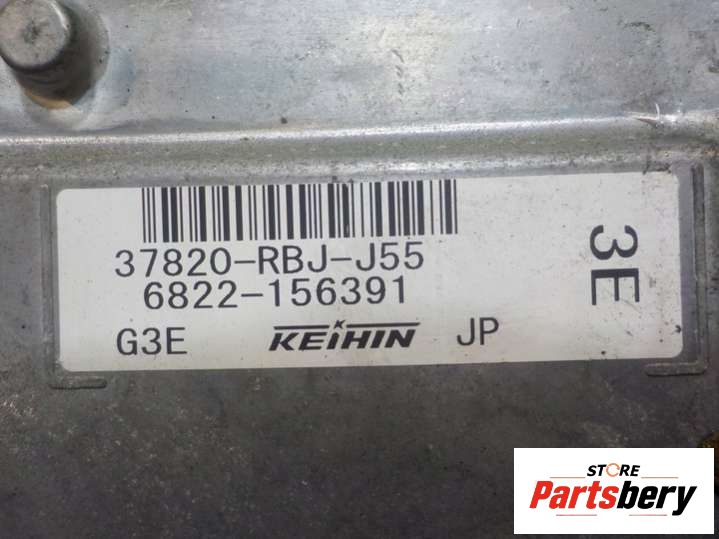 37820-RBJ-J55
6822-156391
G3E KEIHIN JP
3E
STORE
Partsbery